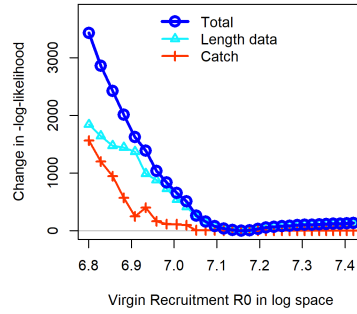 Total
Length data
Catch
Change in -log-likelihood
3000
2000
1000
0
6.8 6.9 7.0 7.1 7.2 7.3 7.4
Virgin Recruitment R0 in log space